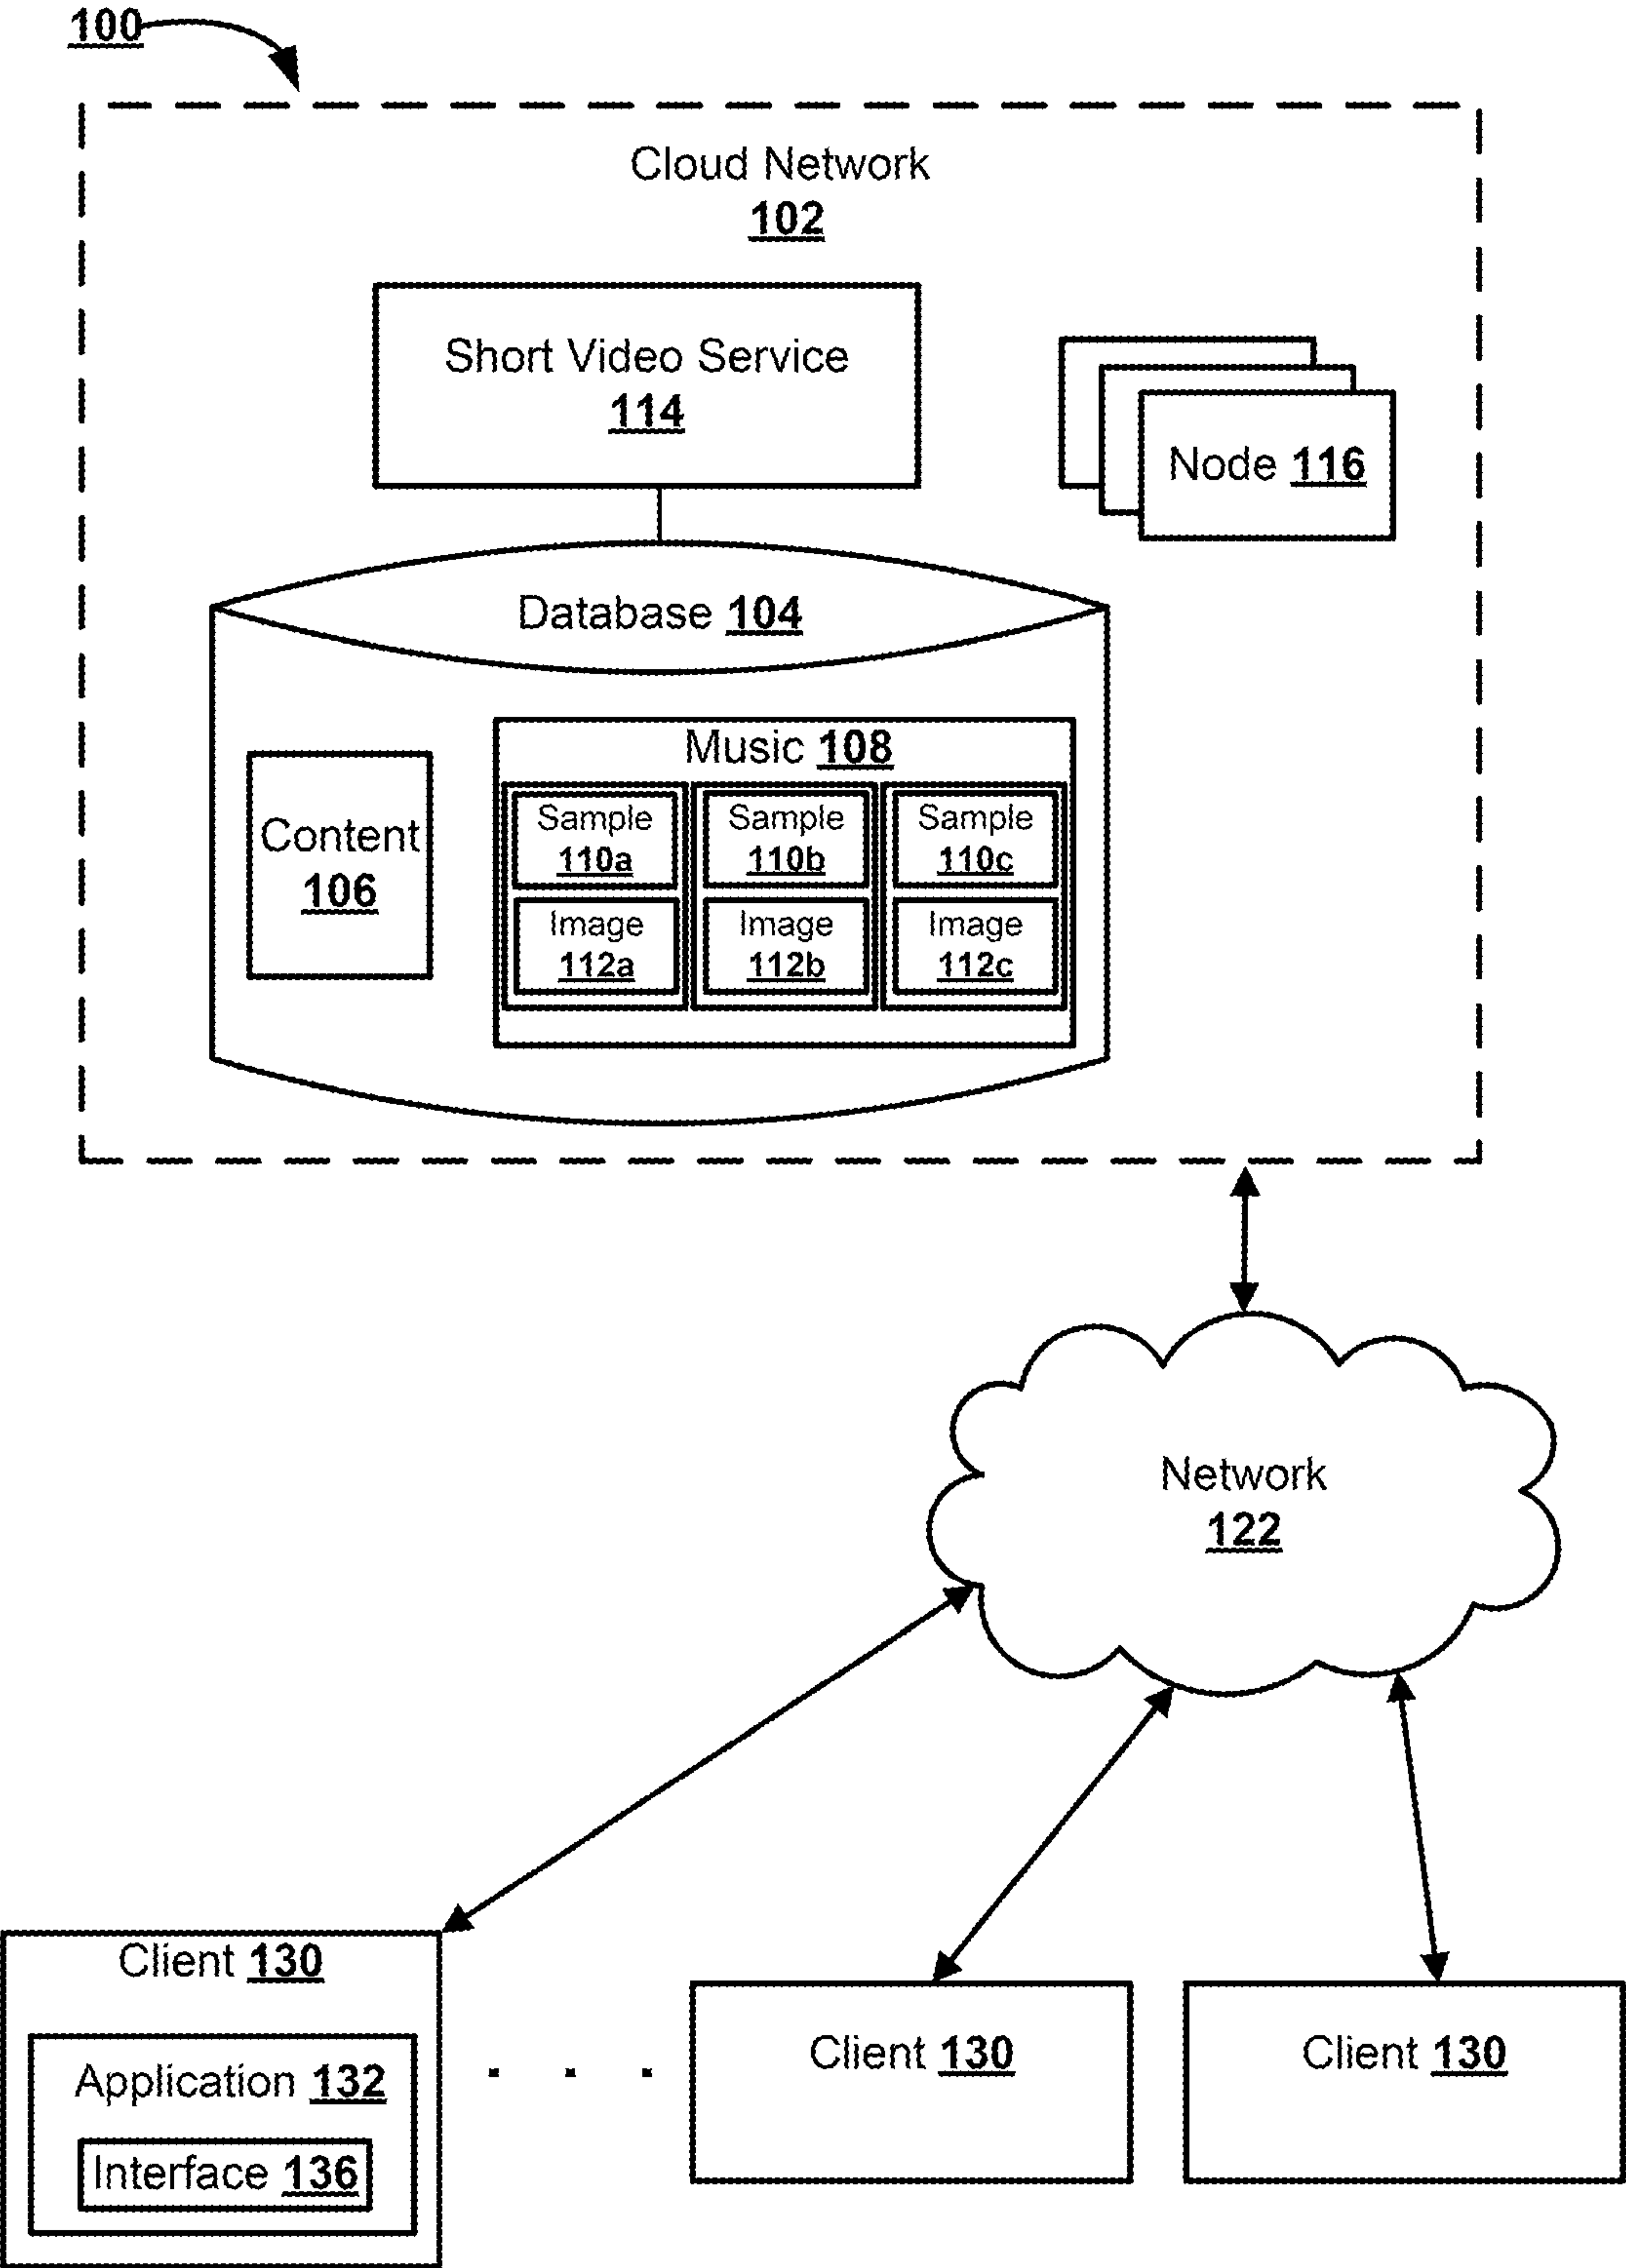 100
Cloud Network
102
Short Video Service
114
Node 116
Database 104
Music 108
Content
106
Sample
110a
Sample
110b
Sample
110c
Image
112a
Image
112b
Image
112c
Network
122
Client 130
Application 132
Interface 136
. . .
Client 130
Client 130